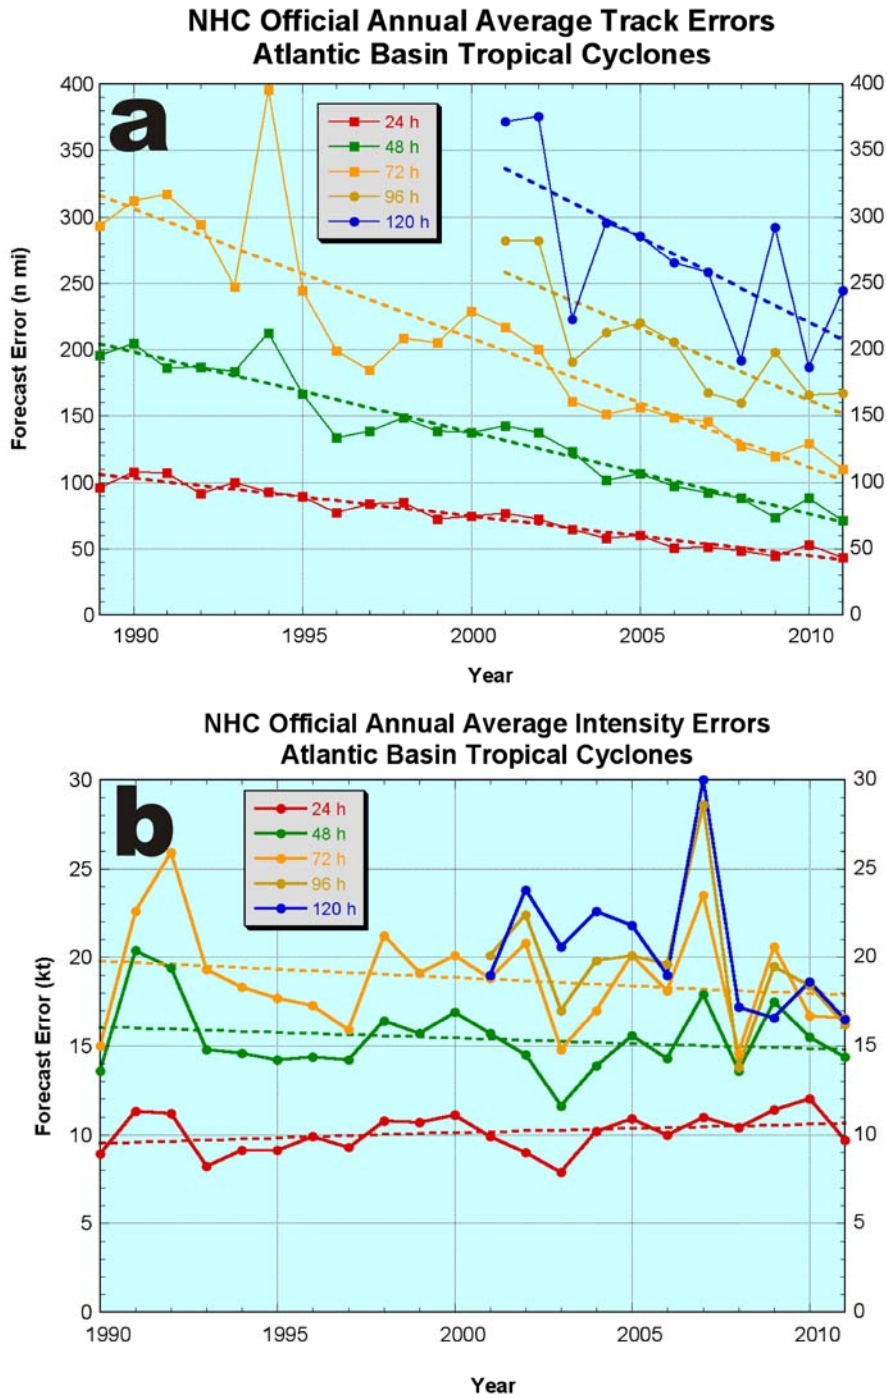 NHC Official Annual Average Track Errors
Atlantic Basin Tropical Cyclones
a
24 h
48 h
72 h
96 h
120 h
400
350
300
250
200
150
100
50
0
400
350
300
250
200
150
100
50
0
Forecast Error (n mi)
1990 1995 2000 2005 2010
Year
NHC Official Annual Average Intensity Errors
Atlantic Basin Tropical Cyclones
b
24 h
48 h
72 h
96 h
120 h
30
25
20
15
10
5
0
30
25
20
15
10
5
0
Forecast Error (kt)
1990 1995 2000 2005 2010
Year